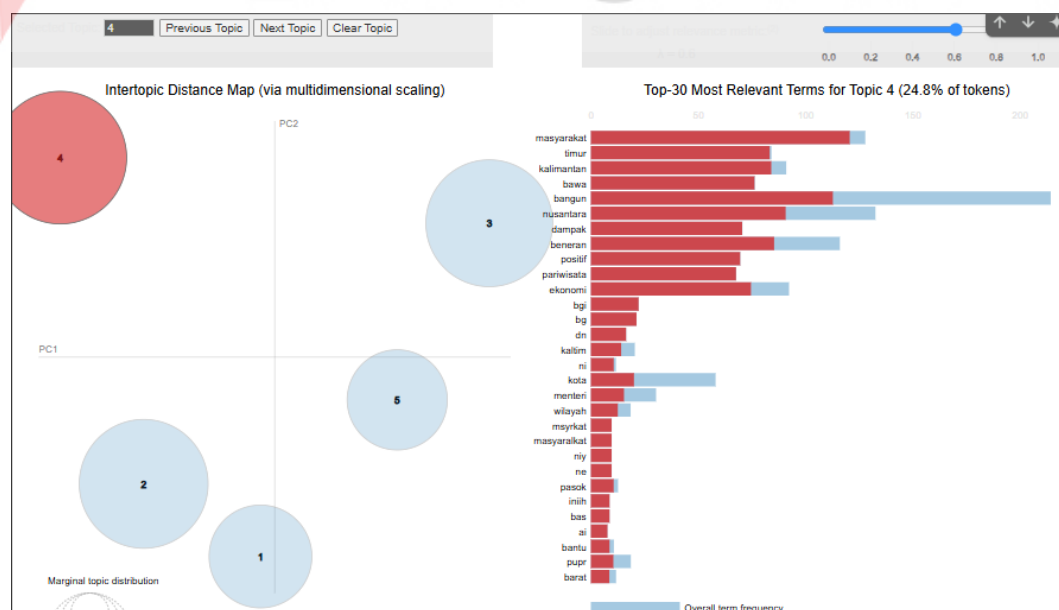 4 Previous Topic Next Topic Clear Topic
0.0 0.2 0.4 0.6 0.8 1.0
Intertopic Distance Map (via multidimensional scaling)
PC2
PC1
4
3
5
2
1
Marginal topic distribution
Top-30 Most Relevant Terms for Topic 4 (24.8% of tokens)
0 50 100 150 200
masyarakat
timur
kalimantan
bawa
bangun
nusantara
dampak
beneran
positif
pariwisata
ekonomi
bgi
bg
dn
kaltim
ni
kota
menteri
wilayah
msyrkat
masyaralkat
niy
ne
pasok
iniih
bas
ai
bantu
pupr
barat
Overall term frequency